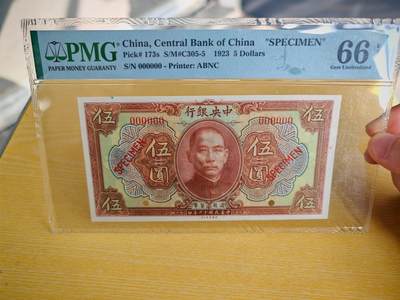 PMG
PAPER MONEY GUARANTY
China, Central Bank of China "SPECIMEN"
Pick# 173s S/M#C305-5 1923 5 Dollars
S/N 000000 - Printer: ABNC
66
Gem Uncirculated
行銀央中
伍 000000 000000 伍
SPECIMEN 伍 伍 SPECIMEN
圓 圓
伍 伍